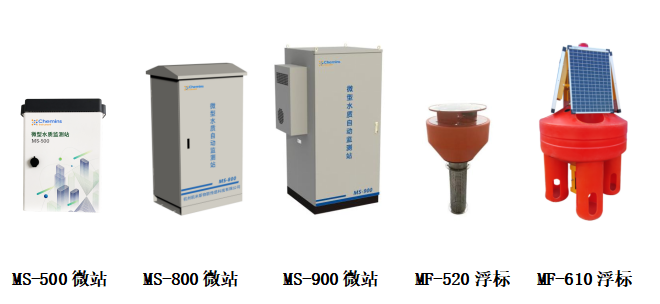 Chemins
微型水质监测站
MS-500
微型水质自动监测站
MS-800
Chemins
微型水质自动监测站
MS-900
MS-500 微站
MS-800 微站
MS-900 微站
MF-520 浮标
MF-610 浮标